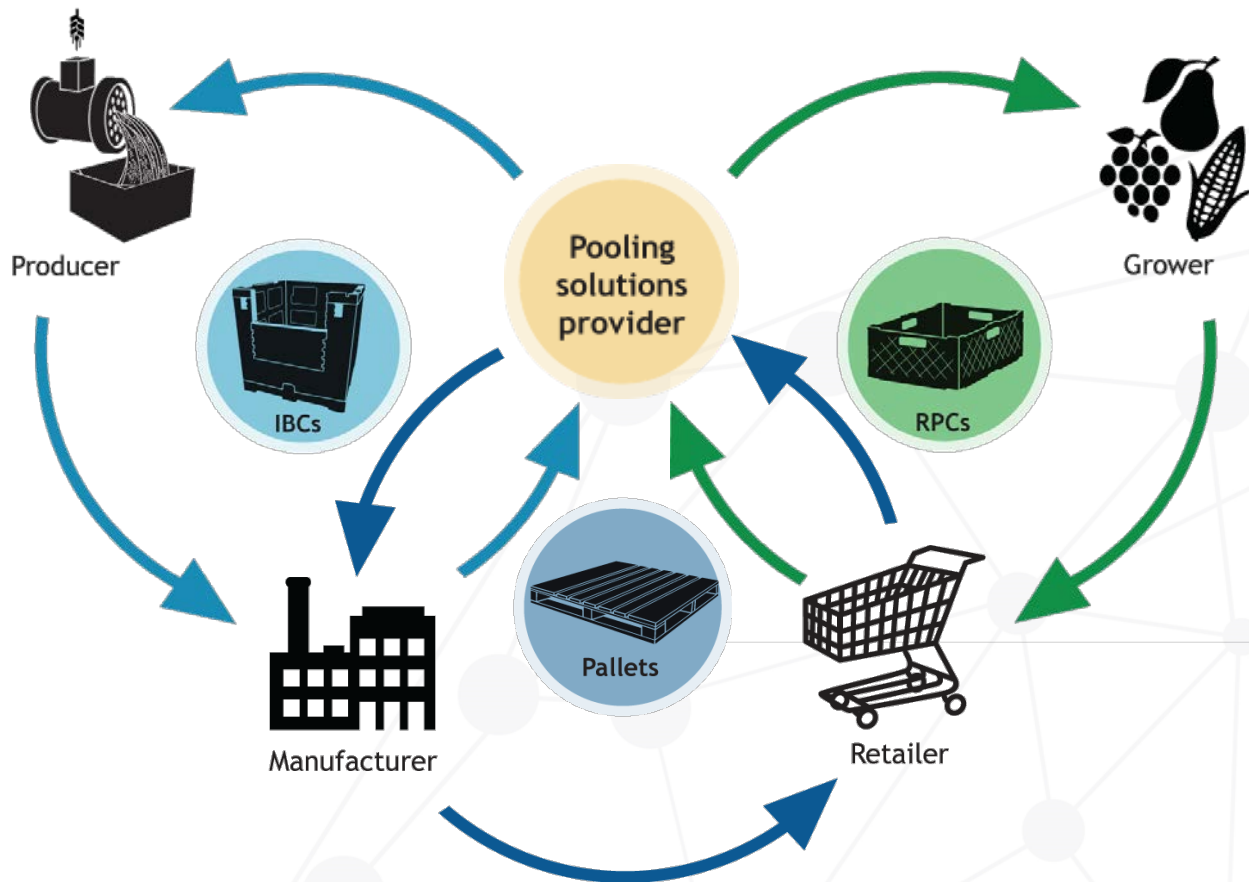 Pooling
solutions
provider
Producer
Grower
IBCs
RPCs
Pallets
Manufacturer
Retailer